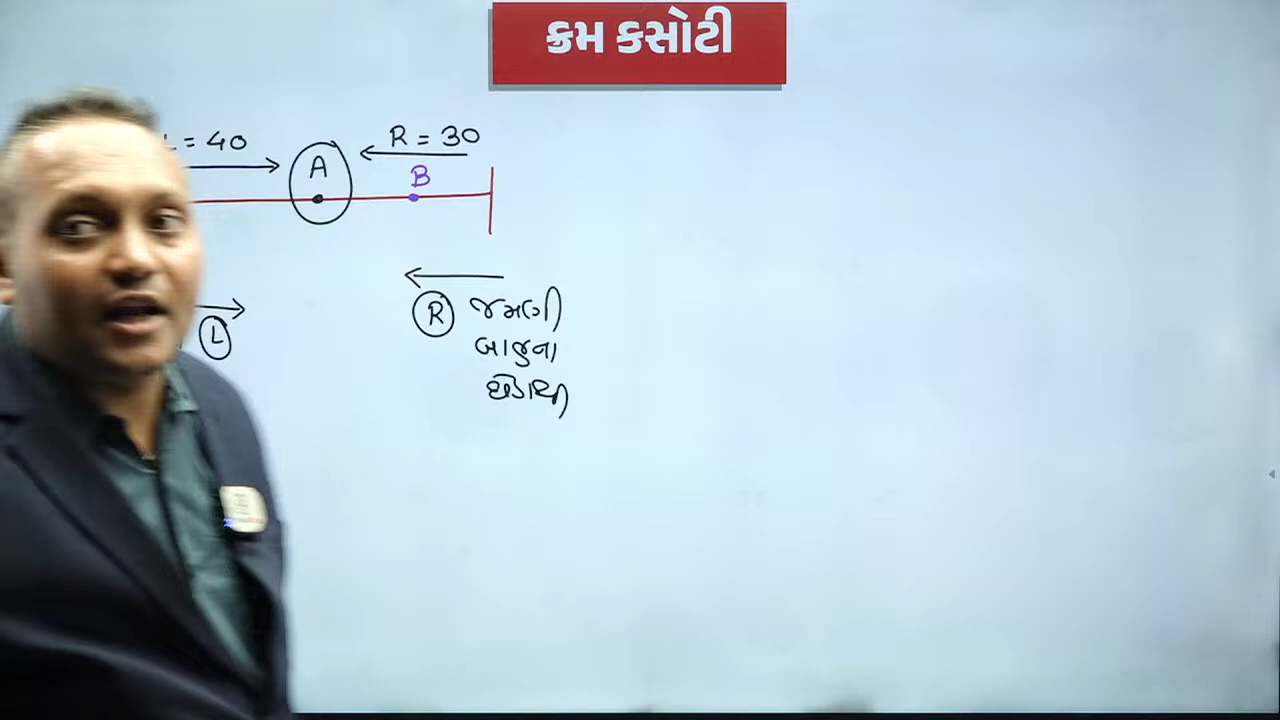 ક્રમ કસોટી
= 40
R = 30
A
B
L
R જમણી
બાજુના
છેડાથી